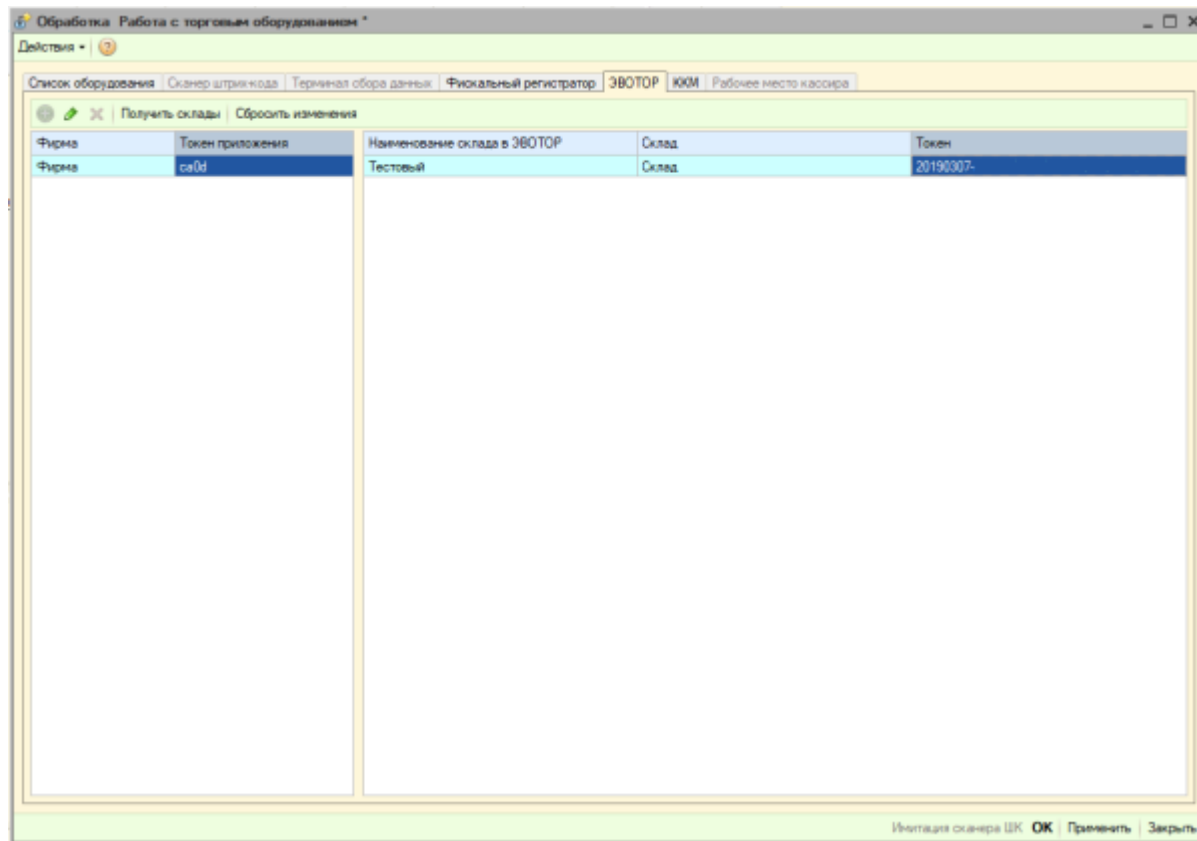 Обработка Работа с торговым оборудованием *
Действия
Список оборудования Сканер штрих-кода Терминал сбора данных Фискальный регистратор ЭВОТОР ККМ Рабочее место кассира
Получить склады Сбросить изменения
Фирма Токен приложения Наименование склада в ЭВОТОР Склад Токен
Фирма ca0d Тестовый Склад 20190307-
Имитация сканера ШК OK Применить Закрыть